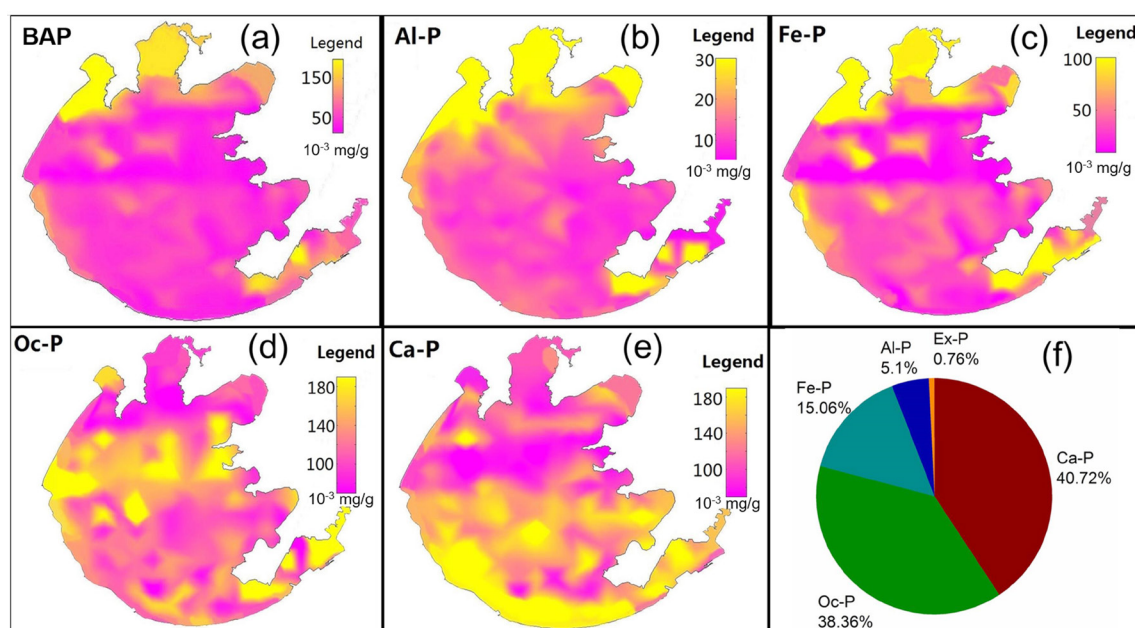 BAP
(a)
Legend
150
50
10-3 mg/g
Al-P
(b)
Legend
30
20
10
10-3 mg/g
Fe-P
(c)
Legend
100
50
10-3 mg/g
Oc-P
(d)
Legend
180
140
100
10-3 mg/g
Ca-P
(e)
Legend
180
140
100
10-3 mg/g
(f)
Ex-P
0.76%
Al-P
5.1%
Fe-P
15.06%
Ca-P
40.72%
Oc-P
38.36%